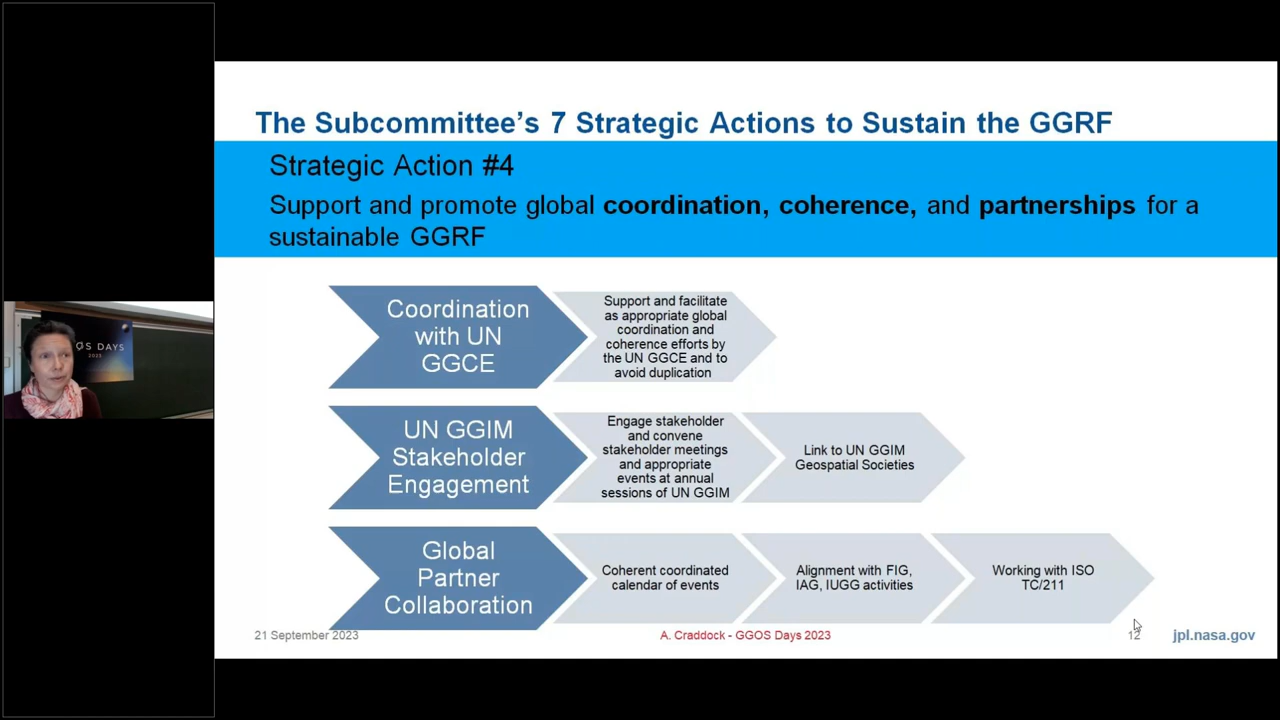 The Subcommittee's 7 Strategic Actions to Sustain the GGRF
Strategic Action #4
Support and promote global coordination, coherence, and partnerships for a
sustainable GGRF
Coordination
with UN
GGCE
Support and facilitate
as appropriate global
coordination and
coherence efforts by
the UN GGCE and to
avoid duplication
UN GGIM
Stakeholder
Engagement
Engage stakeholder
and convene
stakeholder meetings
and appropriate
events at annual
sessions of UN GGIM
Link to UN GGIM
Geospatial Societies
Global
Partner
Collaboration
Coherent coordinated
calendar of events
Alignment with FIG,
IAG, IUGG activities
Working with ISO
TC/211
21 September 2023
A. Craddock - GGOS Days 2023
12
jpl.nasa.gov
OS DAYS
2023